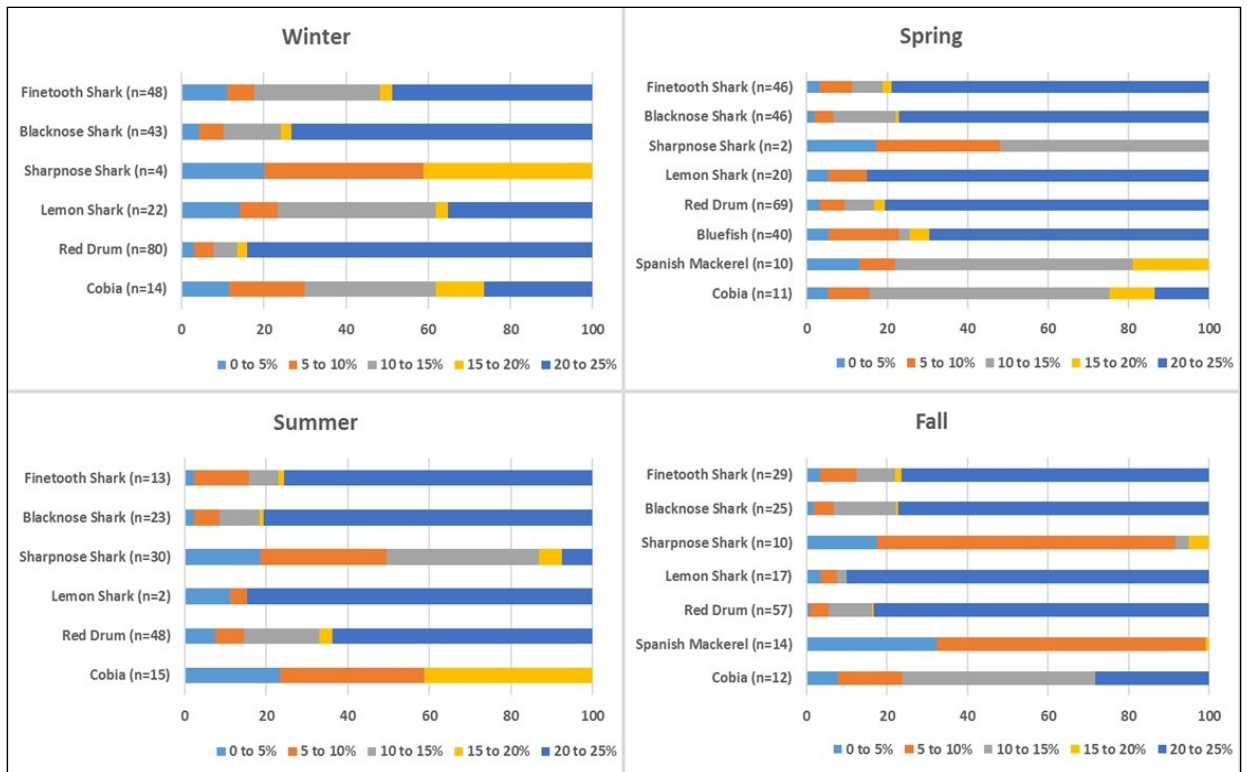 Winter
Finetooth Shark (n=48)
Blacknose Shark (n=43)
Sharpnose Shark (n=4)
Lemon Shark (n=22)
Red Drum (n=80)
Cobia (n=14)
0 20 40 60 80 100
0 to 5% 5 to 10% 10 to 15% 15 to 20% 20 to 25%
Spring
Finetooth Shark (n=46)
Blacknose Shark (n=46)
Sharpnose Shark (n=2)
Lemon Shark (n=20)
Red Drum (n=69)
Bluefish (n=40)
Spanish Mackerel (n=10)
Cobia (n=11)
0 20 40 60 80 100
0 to 5% 5 to 10% 10 to 15% 15 to 20% 20 to 25%
Summer
Finetooth Shark (n=13)
Blacknose Shark (n=23)
Sharpnose Shark (n=30)
Lemon Shark (n=2)
Red Drum (n=48)
Cobia (n=15)
0 20 40 60 80 100
0 to 5% 5 to 10% 10 to 15% 15 to 20% 20 to 25%
Fall
Finetooth Shark (n=29)
Blacknose Shark (n=25)
Sharpnose Shark (n=10)
Lemon Shark (n=17)
Red Drum (n=57)
Spanish Mackerel (n=14)
Cobia (n=12)
0 20 40 60 80 100
0 to 5% 5 to 10% 10 to 15% 15 to 20% 20 to 25%